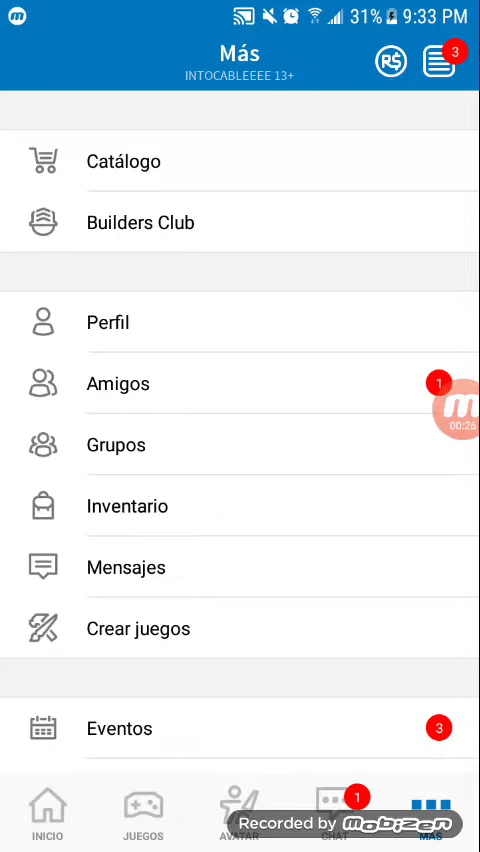 31% 9:33 PM
Más
INTOCABLEEEE 13+
R$
3
Catálogo
Builders Club
Perfil
Amigos
1
00:26
Grupos
Inventario
Mensajes
Crear juegos
Eventos
3
1
INICIO
JUEGOS
AVATAR
CHAT
MÁS
Recorded by mobizen